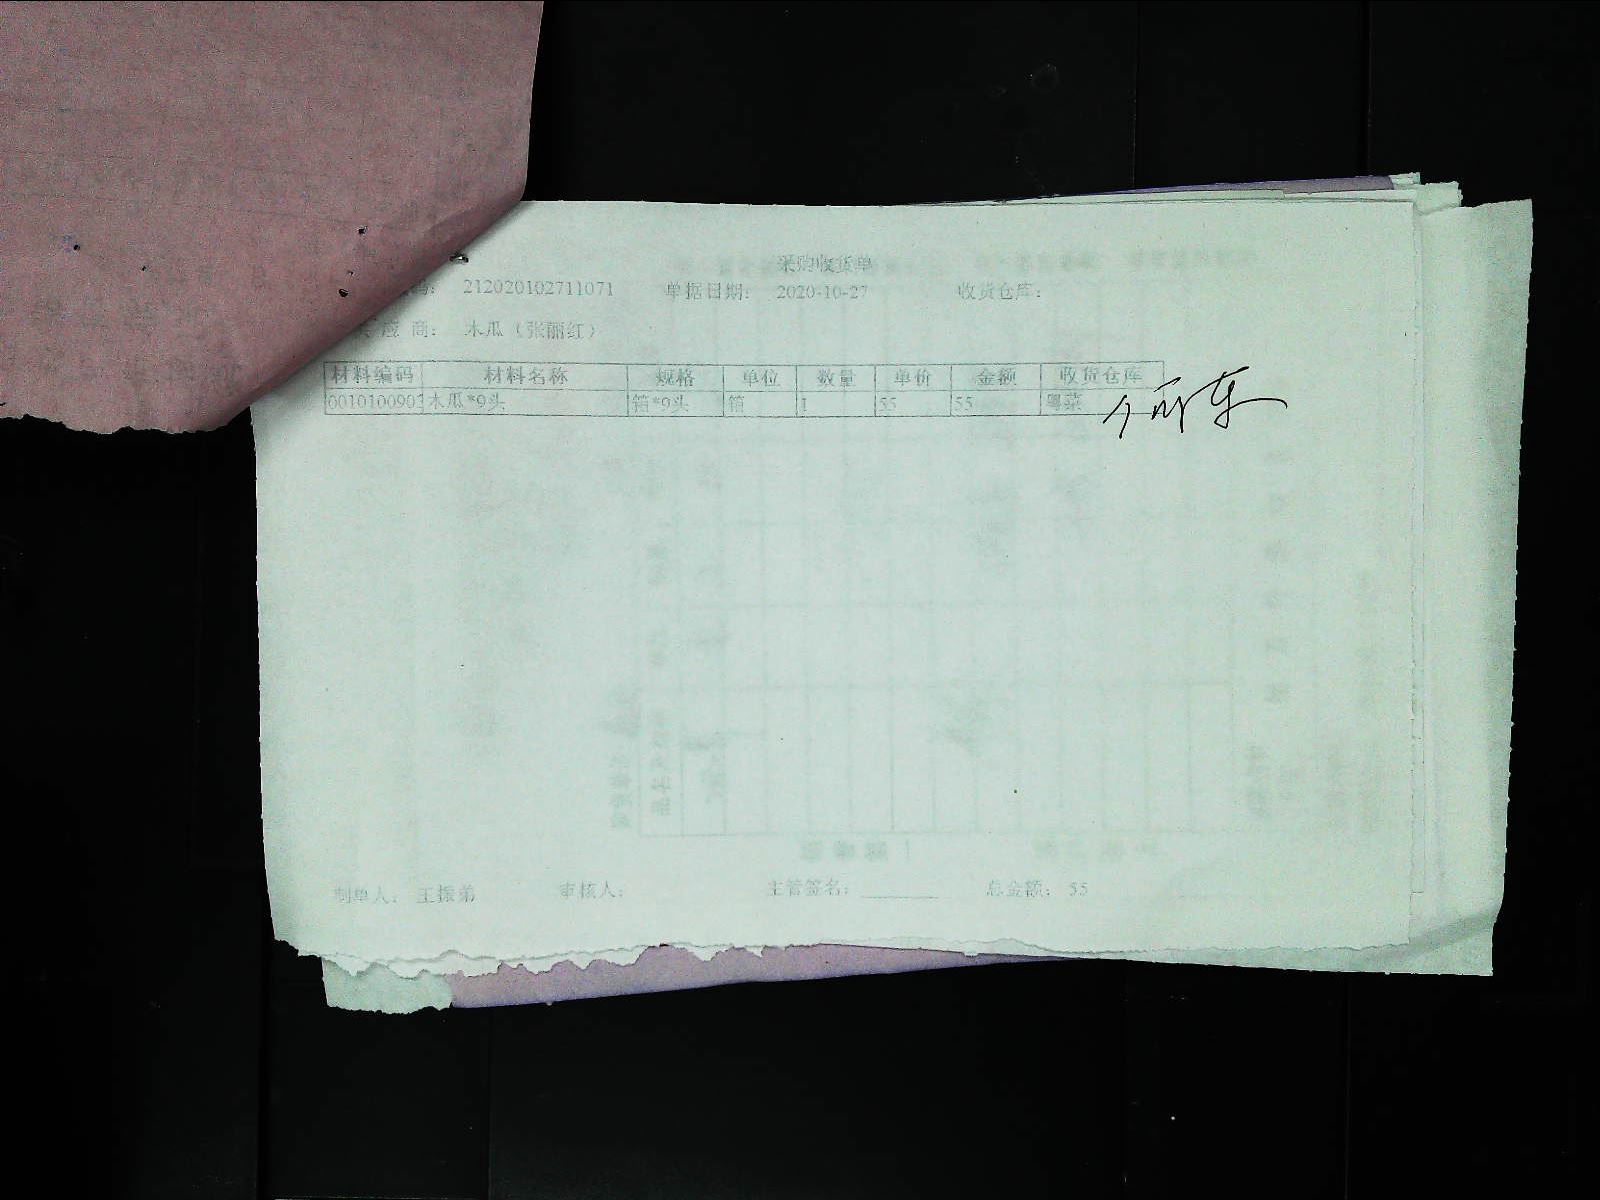 采购收货单
码： 212020102711071 单据日期： 2020-10-27 收货仓库：
应 商： 木瓜（张丽红）
材料编码 材料名称 规格 单位 数量 单价 金额 收货仓库
0010100903 木瓜*9头 箱*9头 箱 1 55 55 粤菜
制单人： 王振弟 审核人： 主管签名： 总金额： 55